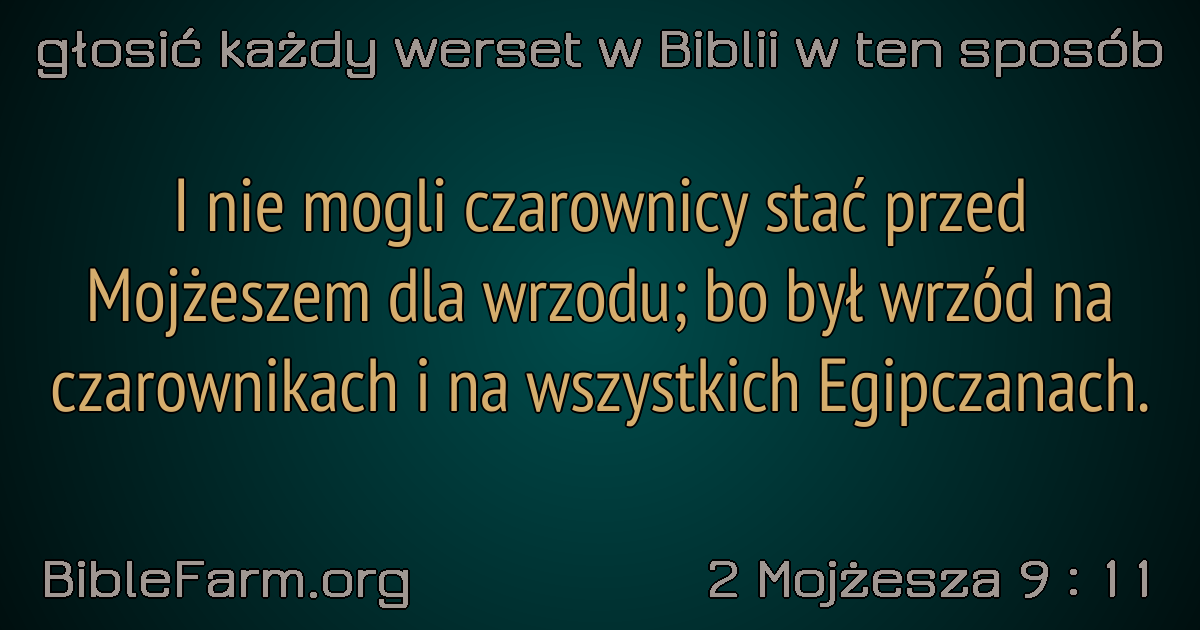 głosić każdy werset w Biblii w ten sposób
I nie mogli czarownicy stać przed
Mojżeszem dla wrzodu; bo był wrzód na
czarownikach i na wszystkich Egipczanach.
BibleFarm.org
2 Mojżesza 9 : 11